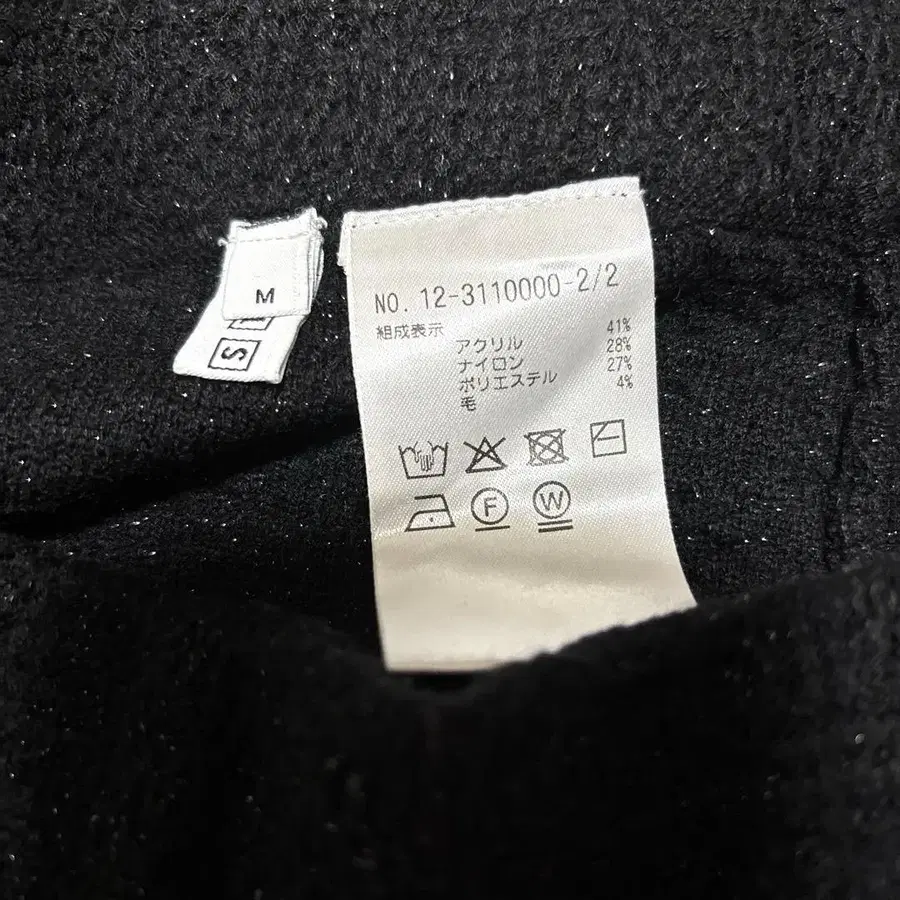 M
S
NO. 12-3110000-2/2
組成表示
アクリル 41%
ナイロン 28%
ポリエステル 27%
毛 4%
F
W